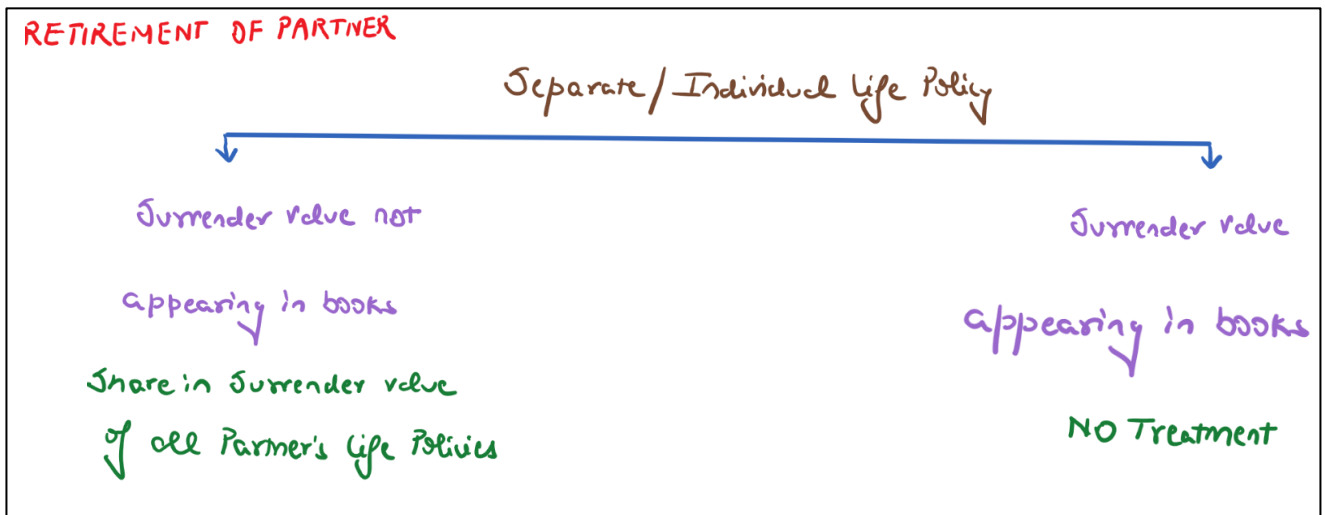 RETIREMENT OF PARTNER
Separate/Individual Life Policy
Surrender value not
appearing in books
Share in Surrender value
of all Partner's Life Policies
Surrender value
appearing in books
NO Treatment